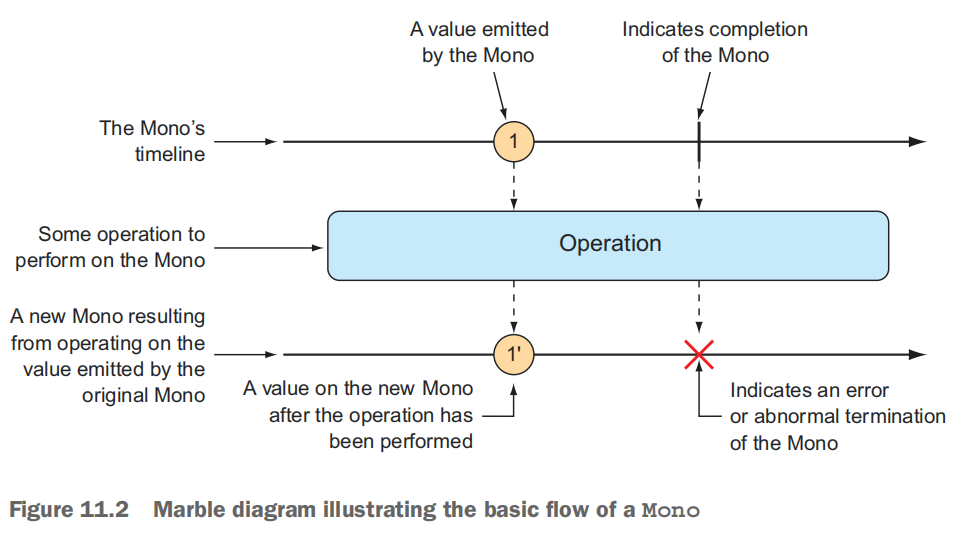 A value emitted
by the Mono
Indicates completion
of the Mono
The Mono's
timeline
1
Some operation to
perform on the Mono
Operation
A new Mono resulting
from operating on the
value emitted by the
original Mono
1'
A value on the new Mono
after the operation has
been performed
Indicates an error
or abnormal termination
of the Mono
Figure 11.2 Marble diagram illustrating the basic flow of a Mono